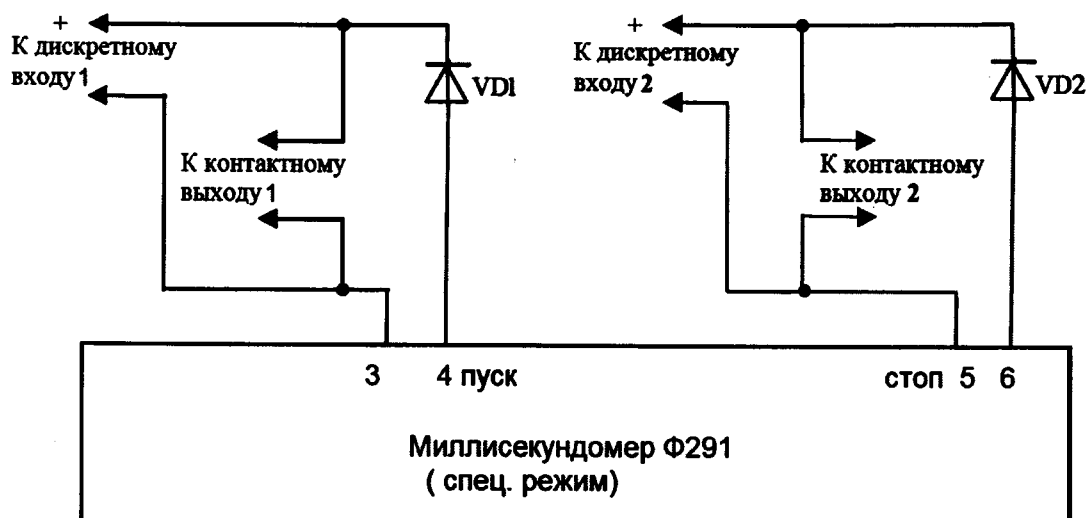 +
К дискретному
входу 1
VD1
К контактному
выходу 1
+
К дискретному
входу 2
VD2
К контактному
выходу 2
3 4 пуск
стоп 5 6
Миллисекундомер Ф291
( спец. режим)